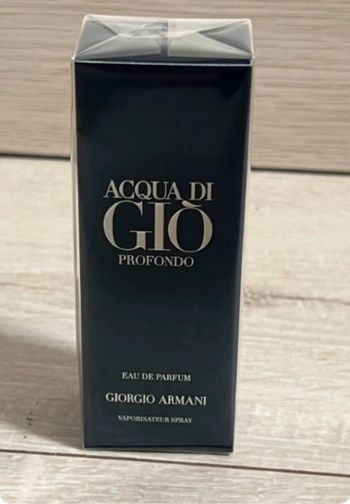 ACQUA DI
GIÒ
PROFONDO
EAU DE PARFUM
GIORGIO ARMANI
VAPORISATEUR SPRAY